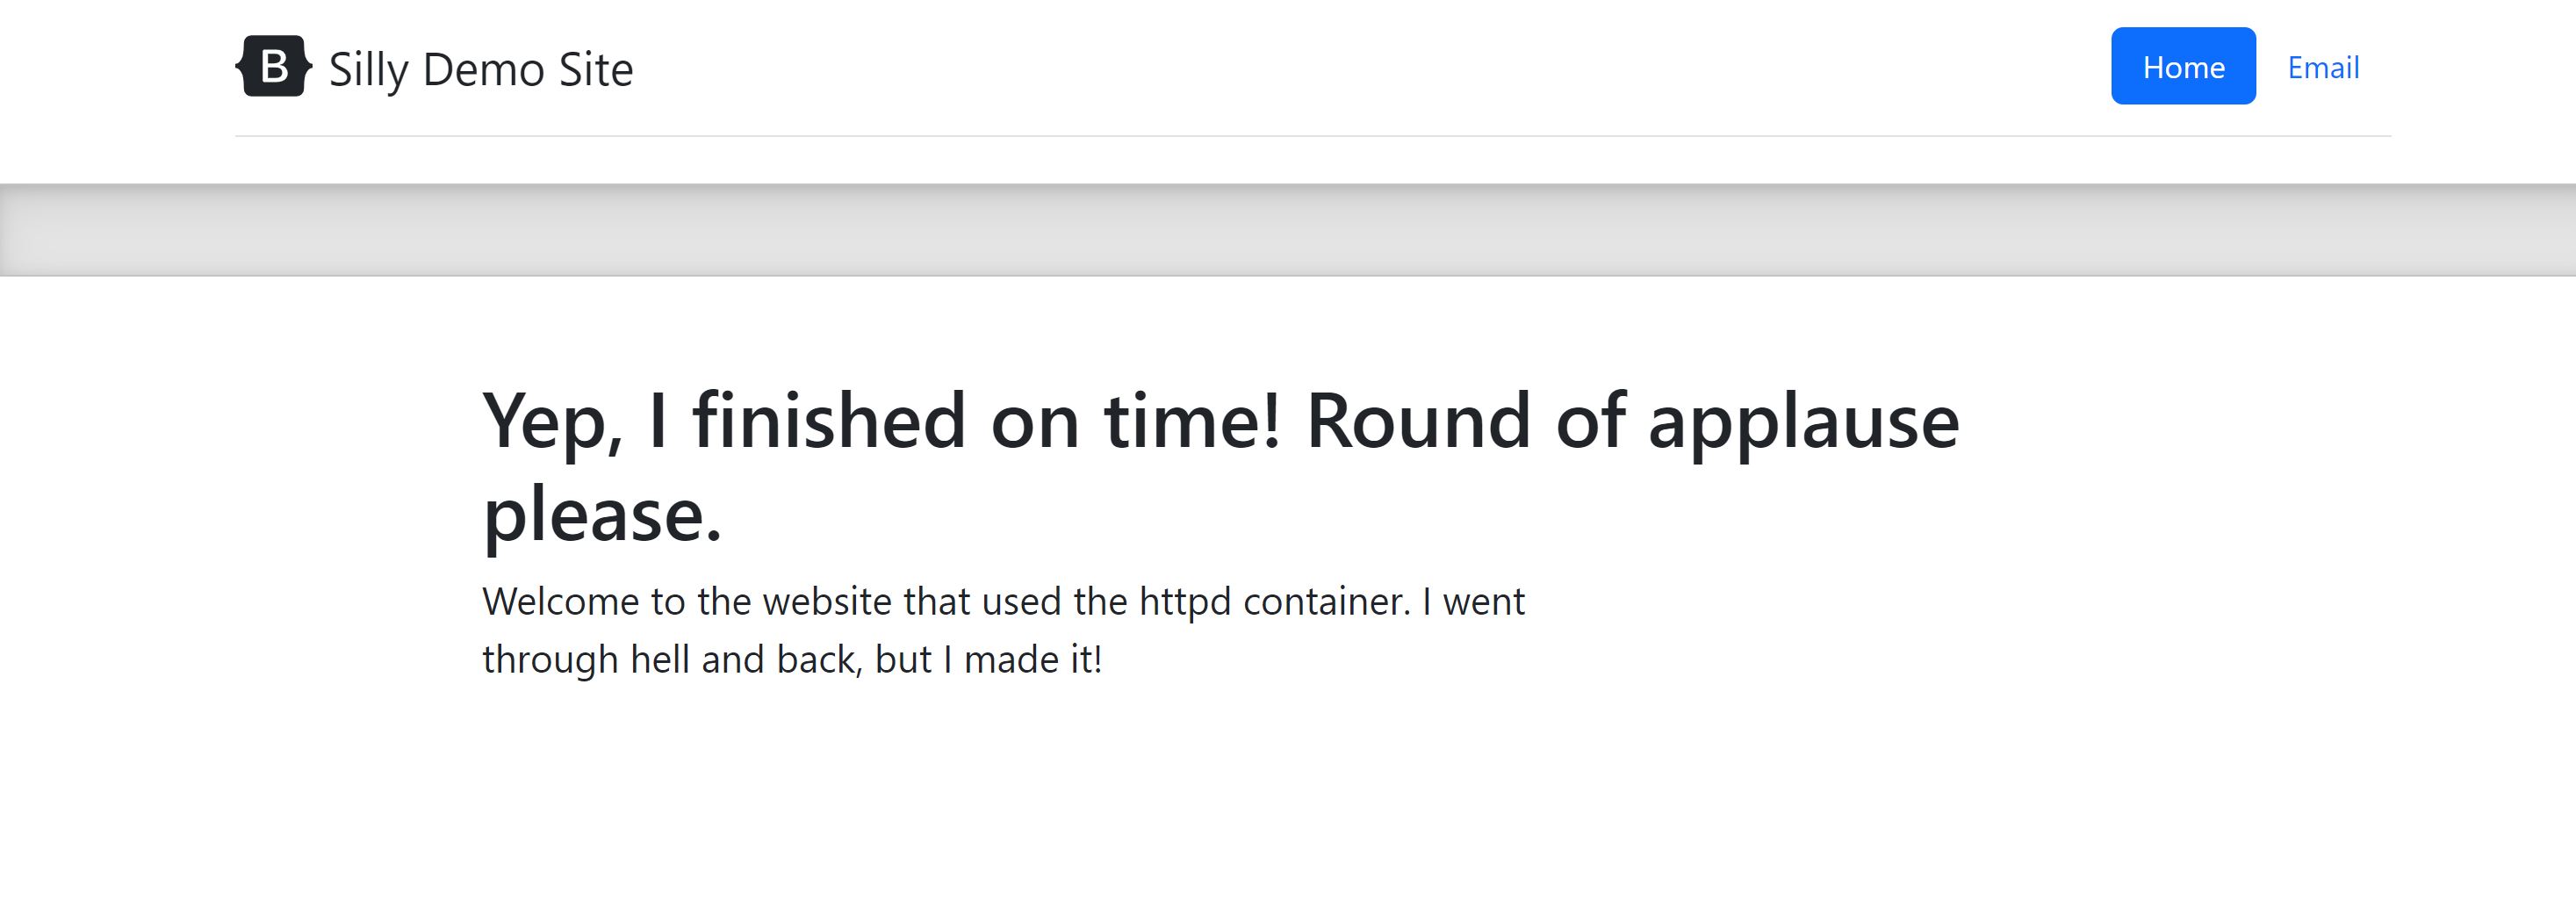 B Silly Demo Site
Home Email
Yep, I finished on time! Round of applause
please.
Welcome to the website that used the httpd container. I went
through hell and back, but I made it!